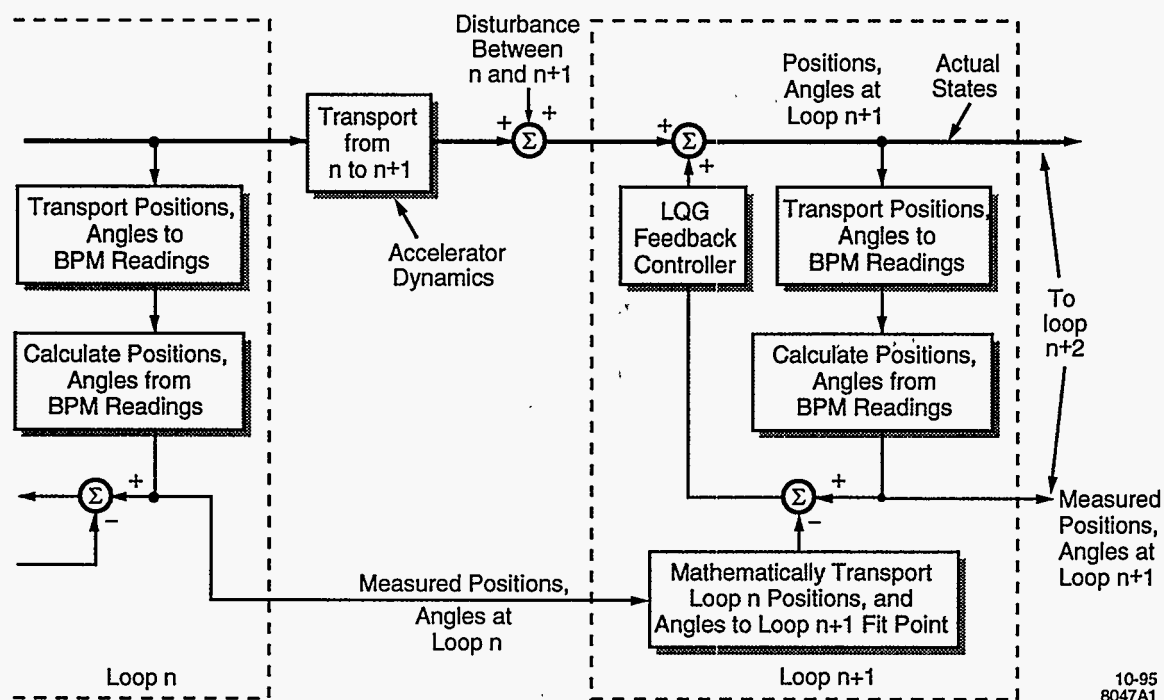 Disturbance
Between
n and n+1
+
+
Σ
Transport
from
n to n+1
Accelerator
Dynamics
Transport Positions,
Angles to
BPM Readings
Calculate Positions,
Angles from
BPM Readings
Σ
+
−
Measured Positions,
Angles at
Loop n
Loop n
Positions,
Angles at
Loop n+1
Actual
States
+
Σ
+
LQG
Feedback
Controller
Transport Positions,
Angles to
BPM Readings
Calculate Positions,
Angles from
BPM Readings
To
loop
n+2
Σ
+
−
Measured
Positions,
Angles at
Loop n+1
Mathematically Transport
Loop n Positions, and
Angles to Loop n+1 Fit Point
Loop n+1
10-95
8047A1